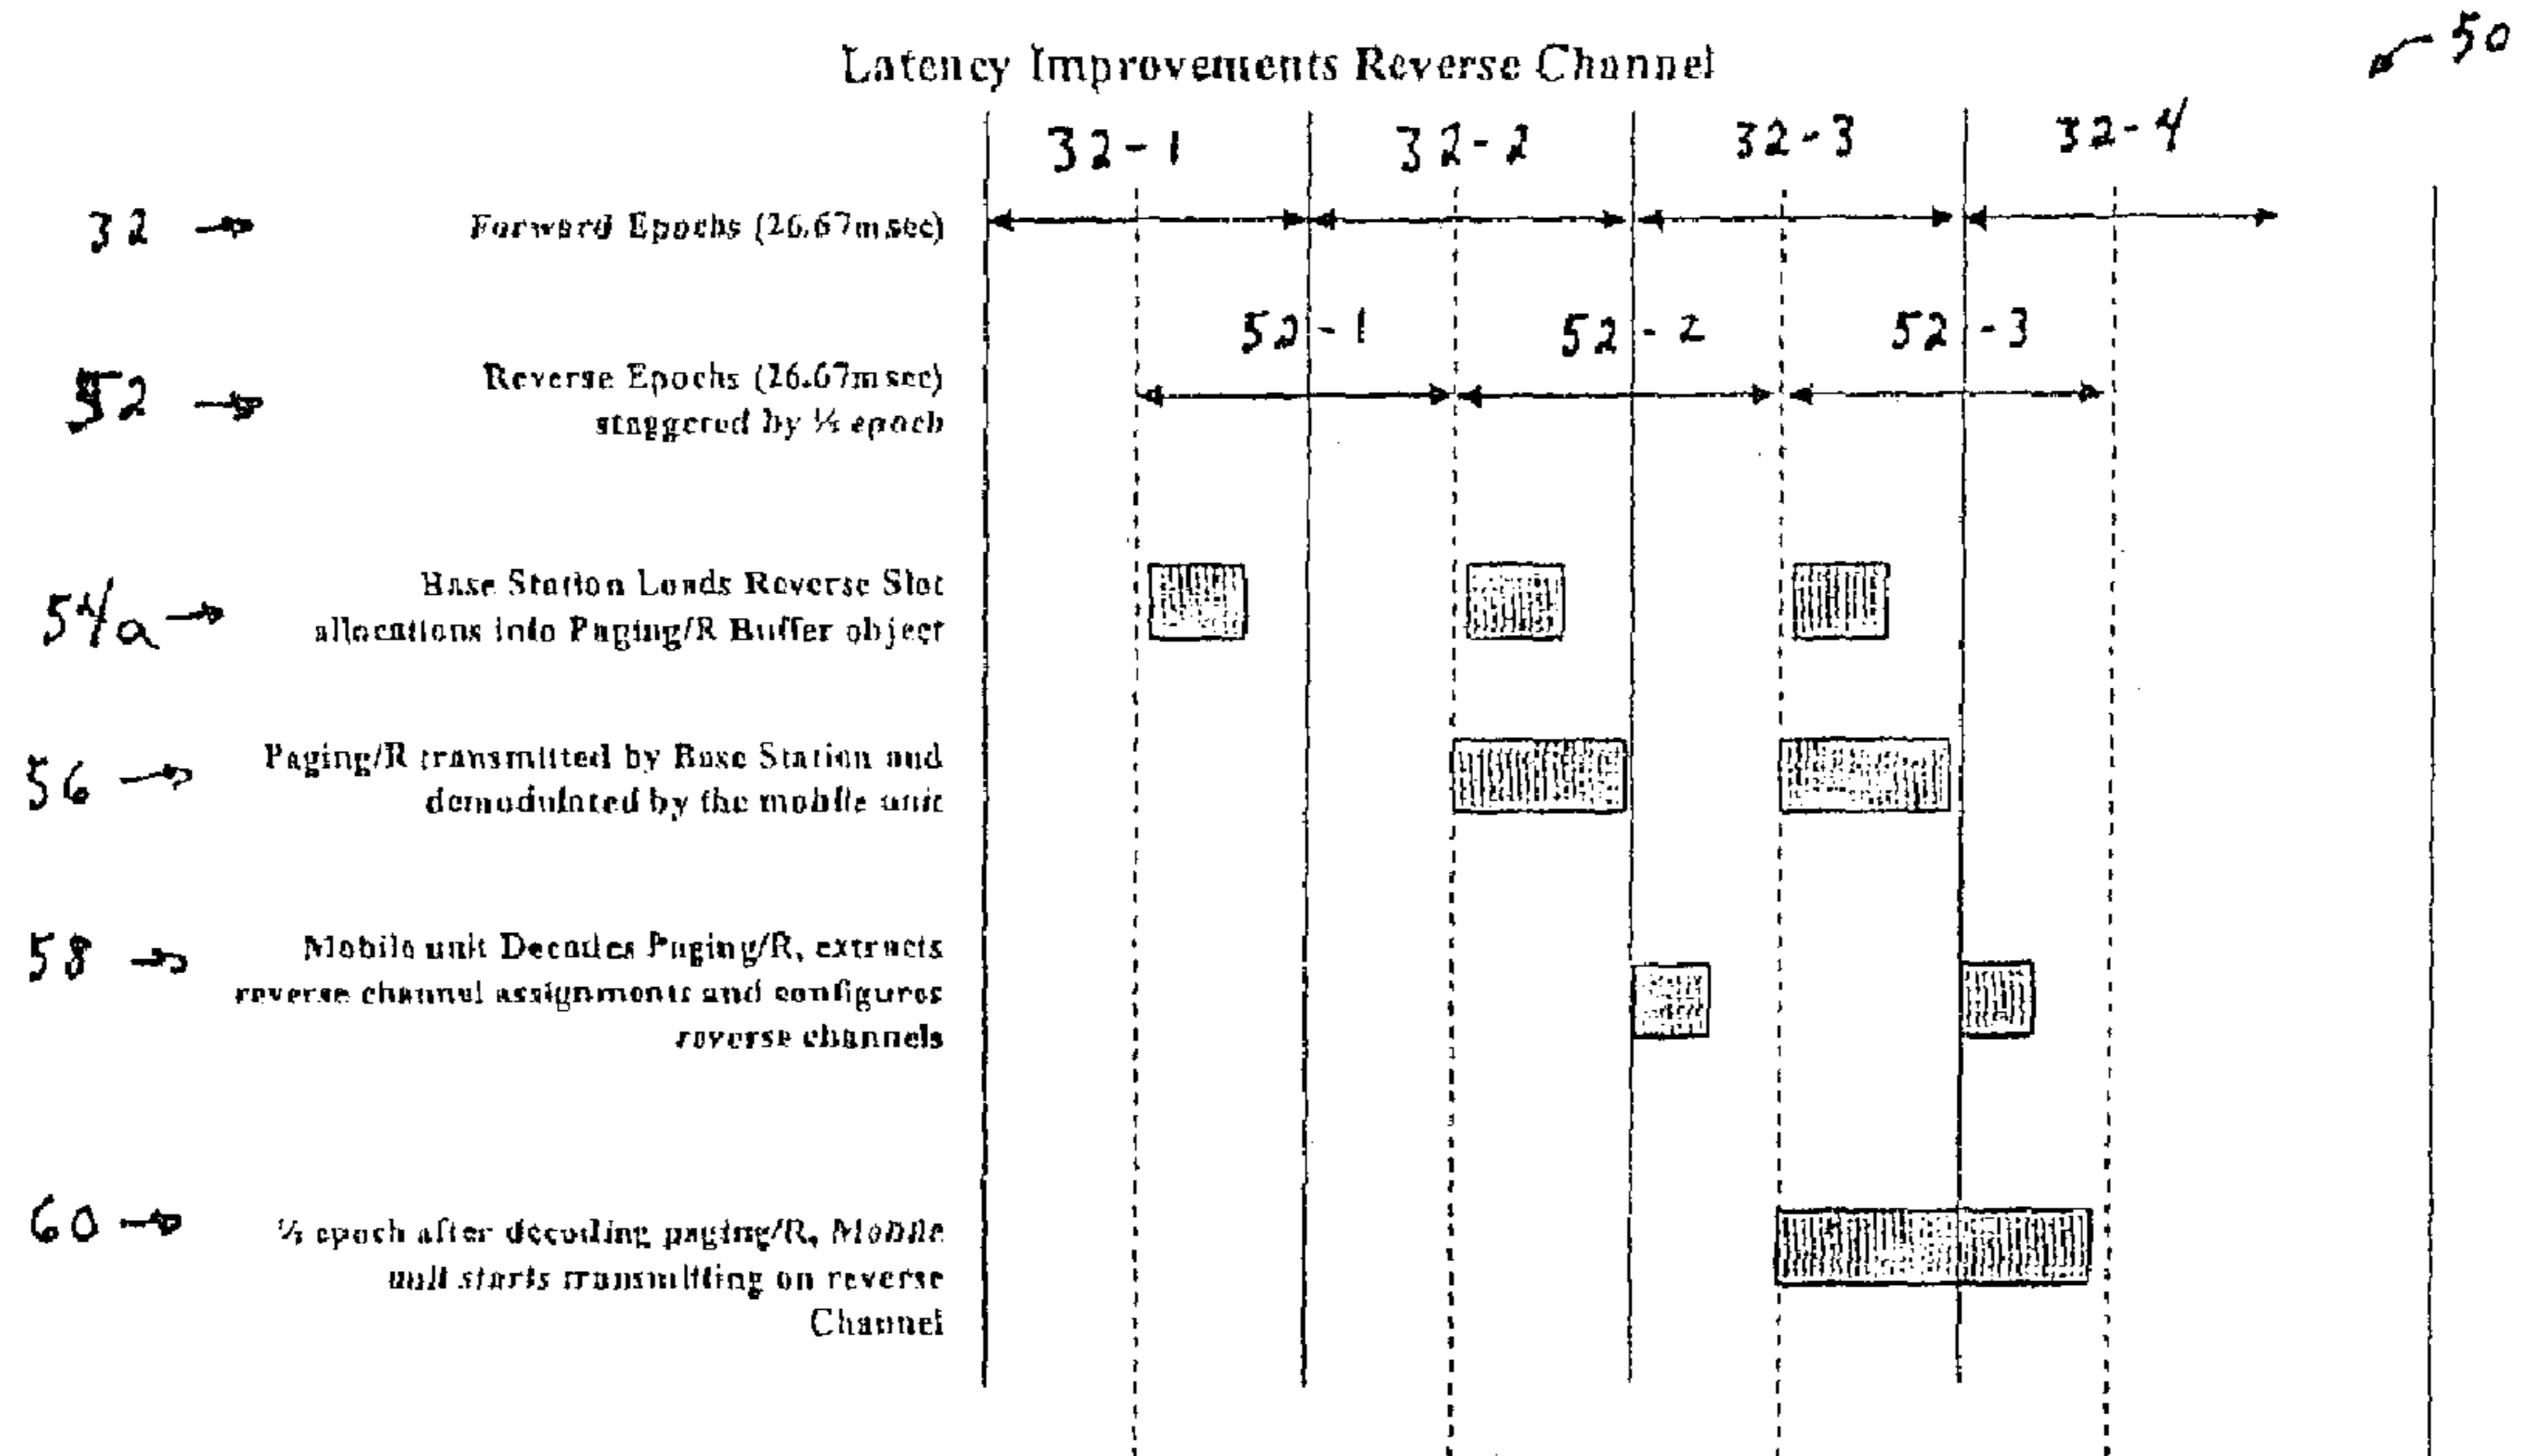 50
Latency Improvements Reverse Channel
32-1 32-2 32-3 32-4
32 Forward Epochs (26.67msec)
52-1 52-2 52-3
52 Reverse Epochs (26.67msec)
staggered by ½ epoch
54a Base Station Loads Reverse Slot
allocations into Paging/R Buffer object
56 Paging/R transmitted by Base Station and
demodulated by the mobile unit
58 Mobile unit Decodes Paging/R, extracts
reverse channel assignments and configures
reverse channels
60 ½ epoch after decoding paging/R, Mobile
unit starts transmitting on reverse
Channel